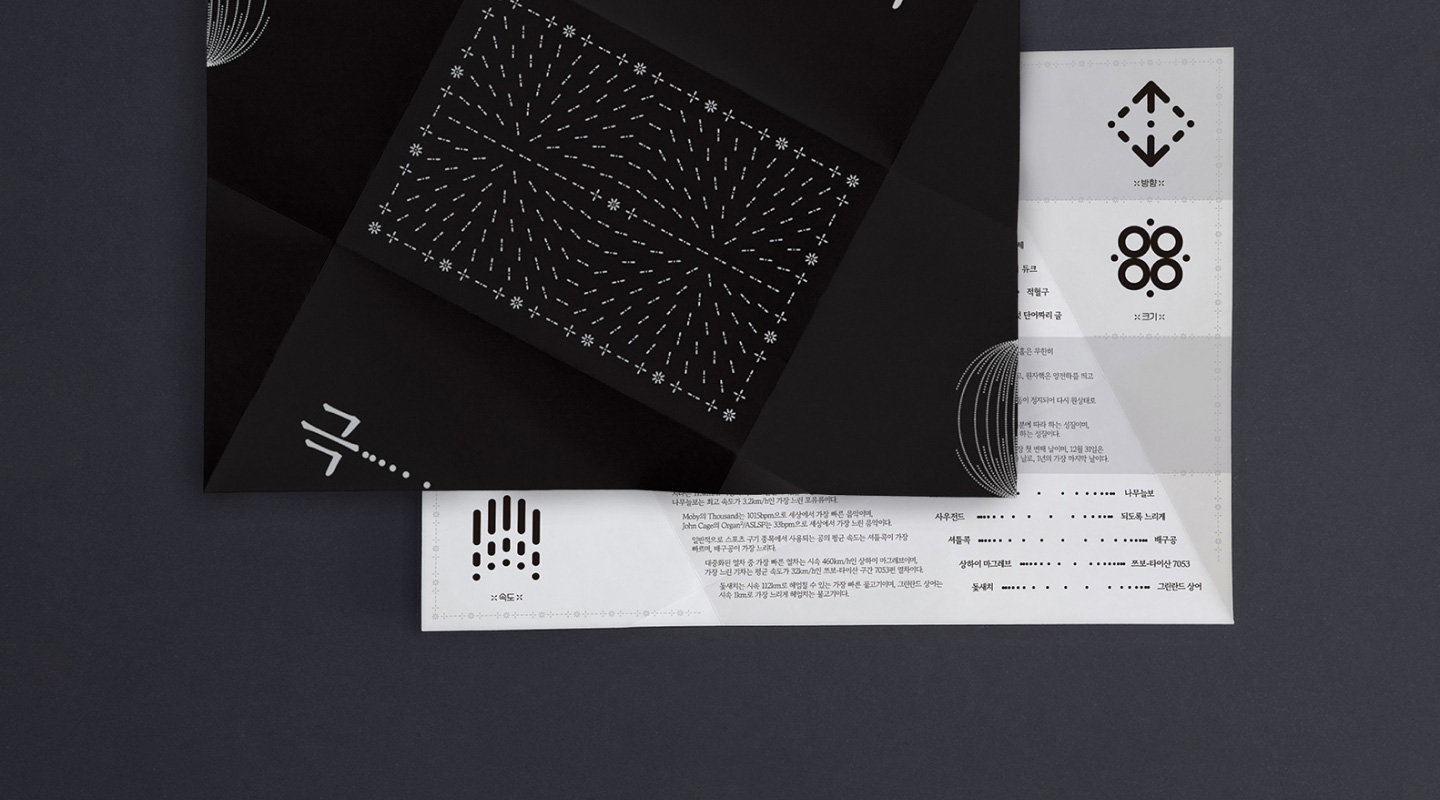 극
방향
듀크
적혈구
단어짜리 글
크기
홀은 무한히
원자핵은 양전하를 띄고
정지되어 다시 원상태로
분에 따라 하는 성질이며,
하는 성질이다.
첫 번째 날이며, 12월 31일은
날로, 1년의 가장 마지막 날이다.
속도
나무늘보는 최고 속도가 3.2km/h인 가장 느린 포유류이다.
Moby의 Thousand는 1015bpm으로 세상에서 가장 빠른 음악이며,
John Cage의 Organ²/ASLSP는 33bpm으로 세상에서 가장 느린 음악이다.
일반적으로 스포츠 구기 종목에서 사용되는 공의 평균 속도는 셔틀콕이 가장
빠르며, 배구공이 가장 느리다.
대중화된 열차 중 가장 빠른 열차는 시속 460km/h인 상하이 마그레브이며,
가장 느린 기차는 평균 속도가 32km/h인 쯔보-타이산 구간 7053편 열차이다.
돛새치는 시속 112km로 헤엄칠 수 있는 가장 빠른 물고기이며, 그린란드 상어는
시속 1km로 가장 느리게 헤엄치는 물고기이다.
나무늘보
사우전드 되도록 느리게
셔틀콕 배구공
상하이 마그레브 쯔보-타이산 7053
돛새치 그린란드 상어